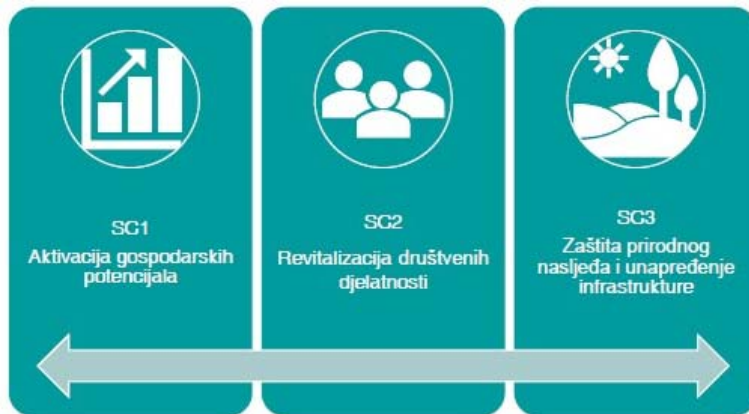 SC1
Aktivacija gospodarskih
potencijala
SC2
Revitalizacija društvenih
djelatnosti
SC3
Zaštita prirodnog
nasljeđa i unapređenje
infrastrukture